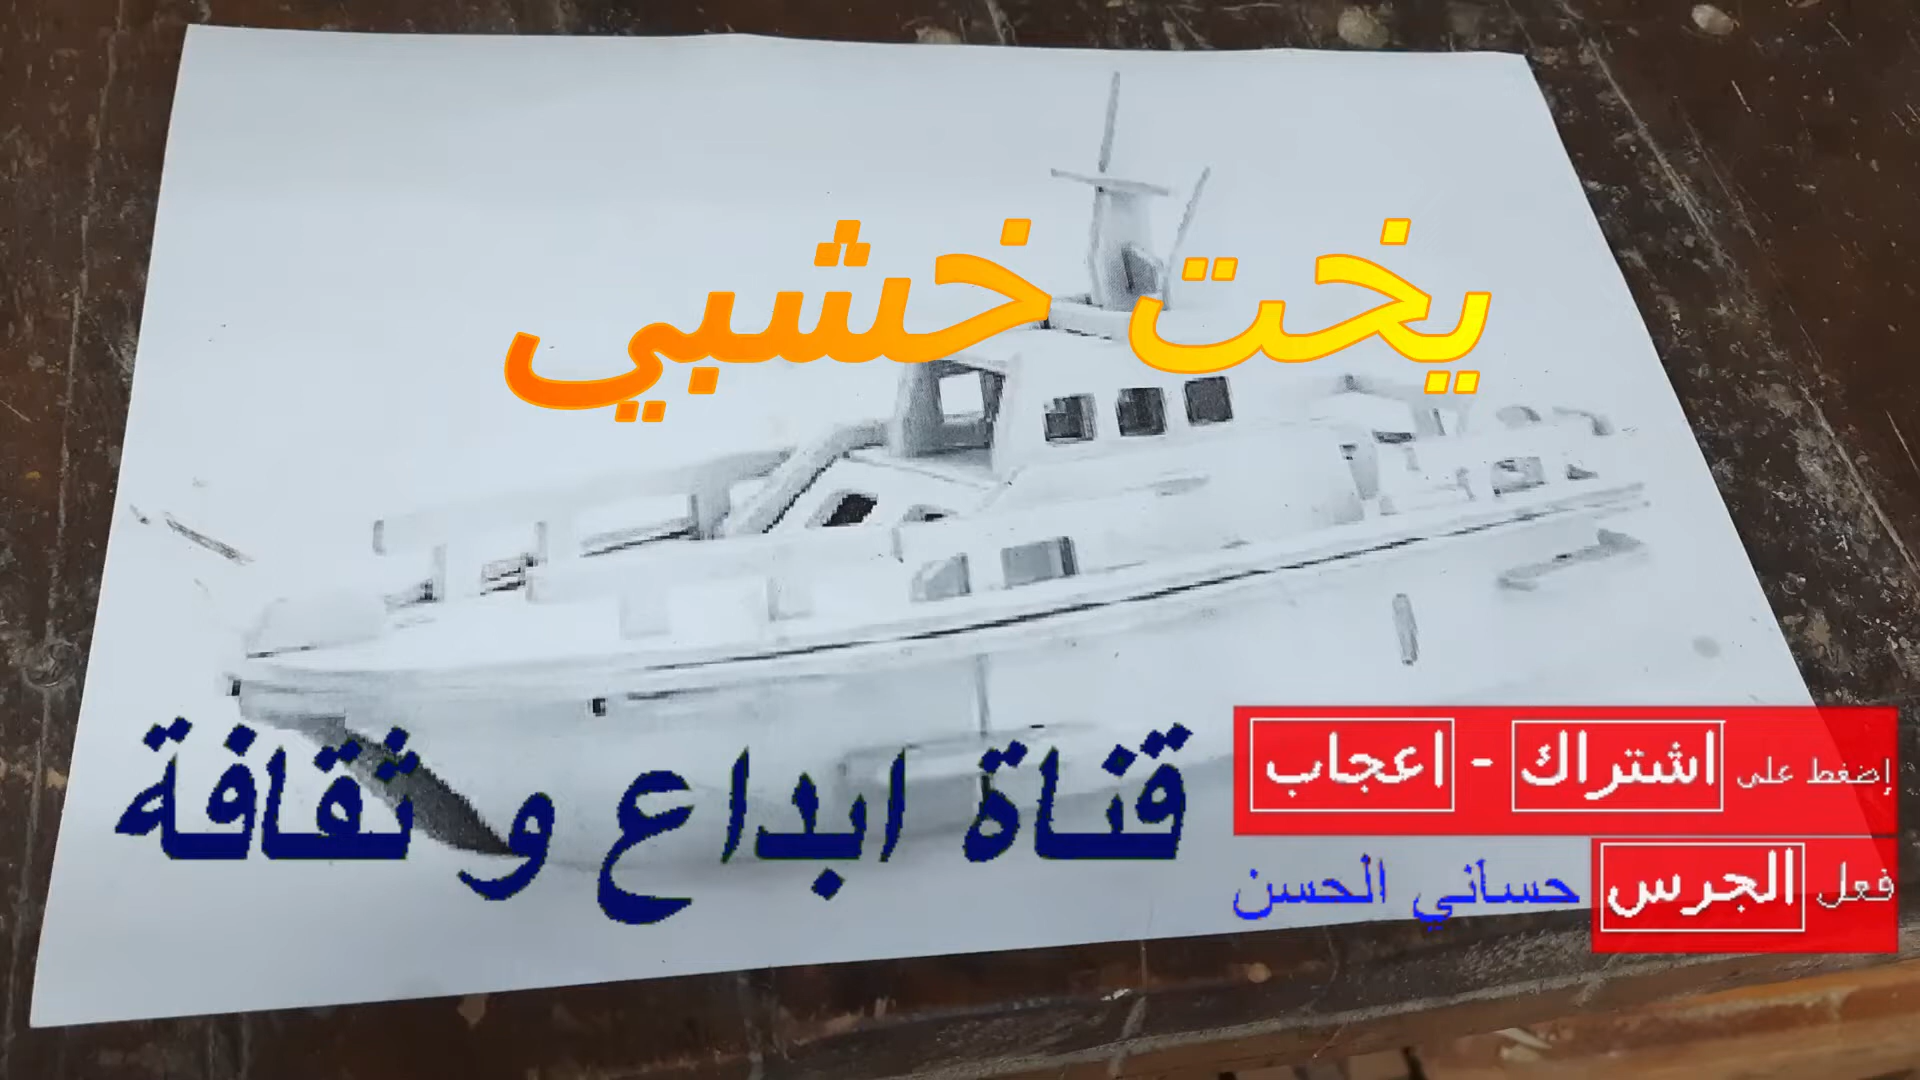 يخت خشبي
قناة ابداع و ثقافة
إضغط على اشتراك - اعجاب
فعل الجرس
حساني الحسن